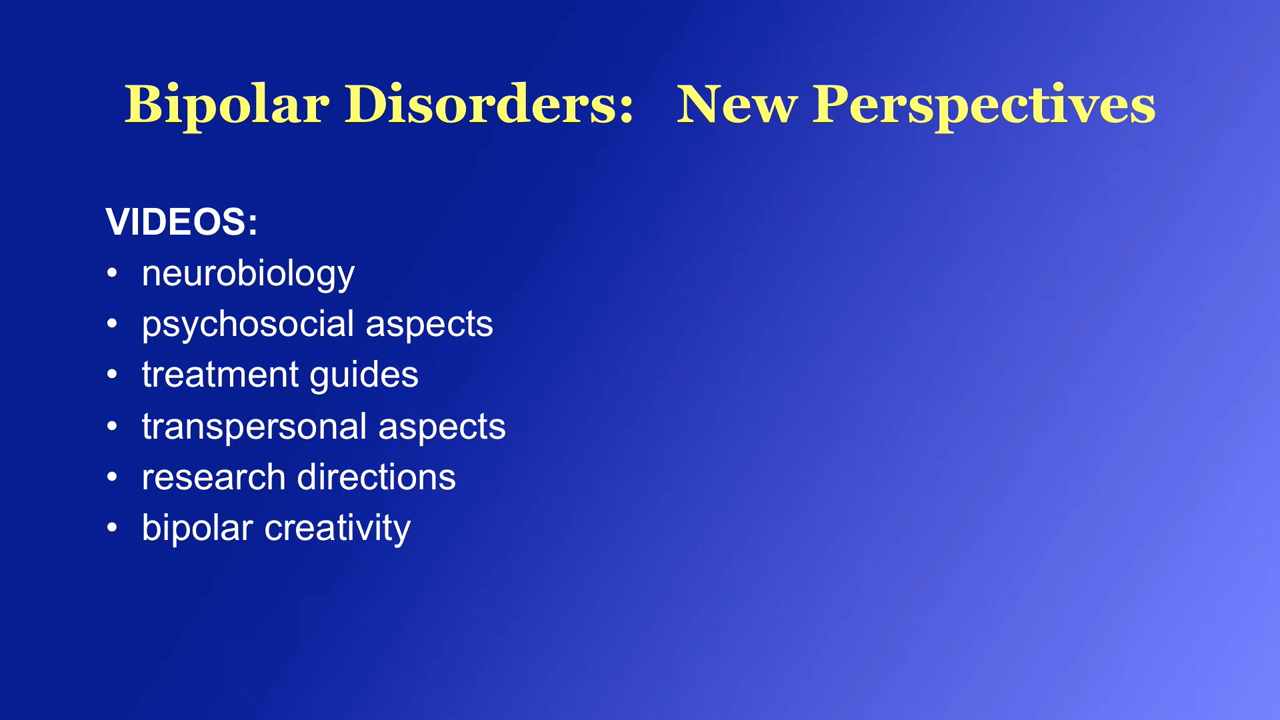 Bipolar Disorders: New Perspectives
VIDEOS:
• neurobiology
• psychosocial aspects
• treatment guides
• transpersonal aspects
• research directions
• bipolar creativity